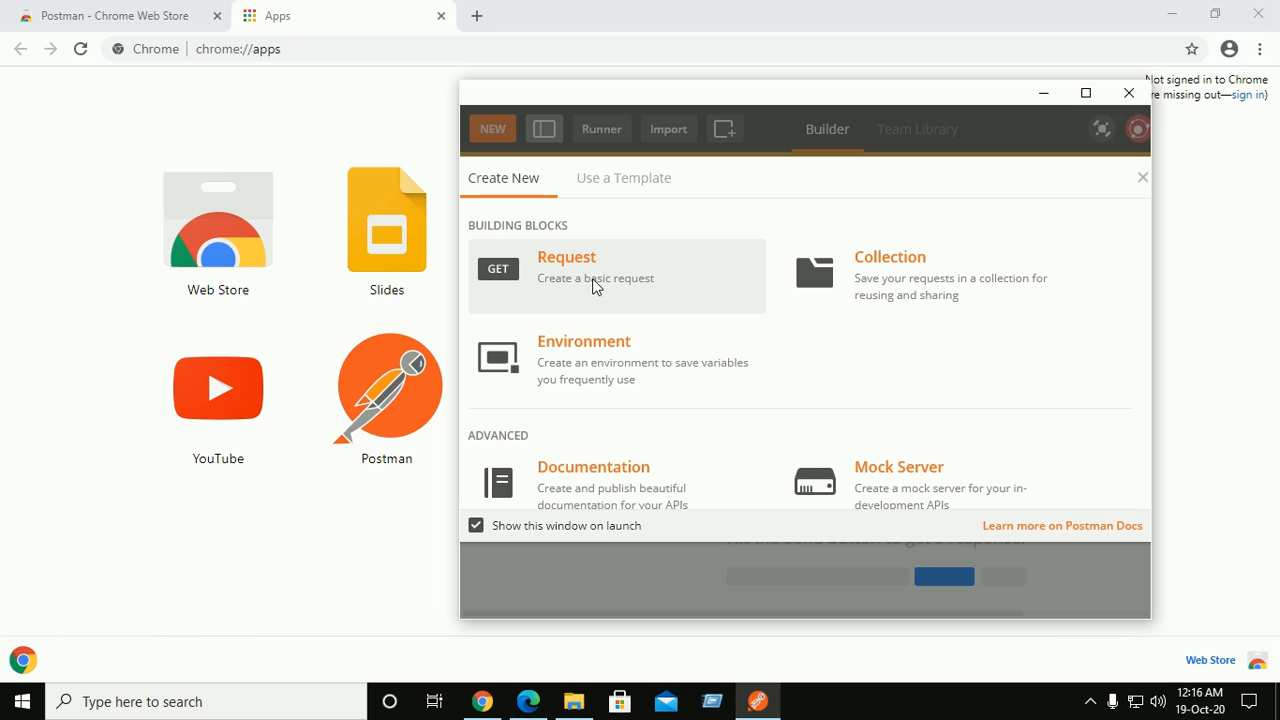 Postman - Chrome Web Store
Apps
Chrome
chrome://apps
Not signed in to Chrome
re missing out—sign in)
NEW
Runner
Import
Builder
Team Library
Create New
Use a Template
BUILDING BLOCKS
GET
Request
Create a basic request
Collection
Save your requests in a collection for
reusing and sharing
Environment
Create an environment to save variables
you frequently use
ADVANCED
Documentation
Create and publish beautiful
documentation for your APIs
Mock Server
Create a mock server for your in-
development APIs
Show this window on launch
Learn more on Postman Docs
Web Store
Slides
YouTube
Postman
Web Store
Type here to search
12:16 AM
19-Oct-20